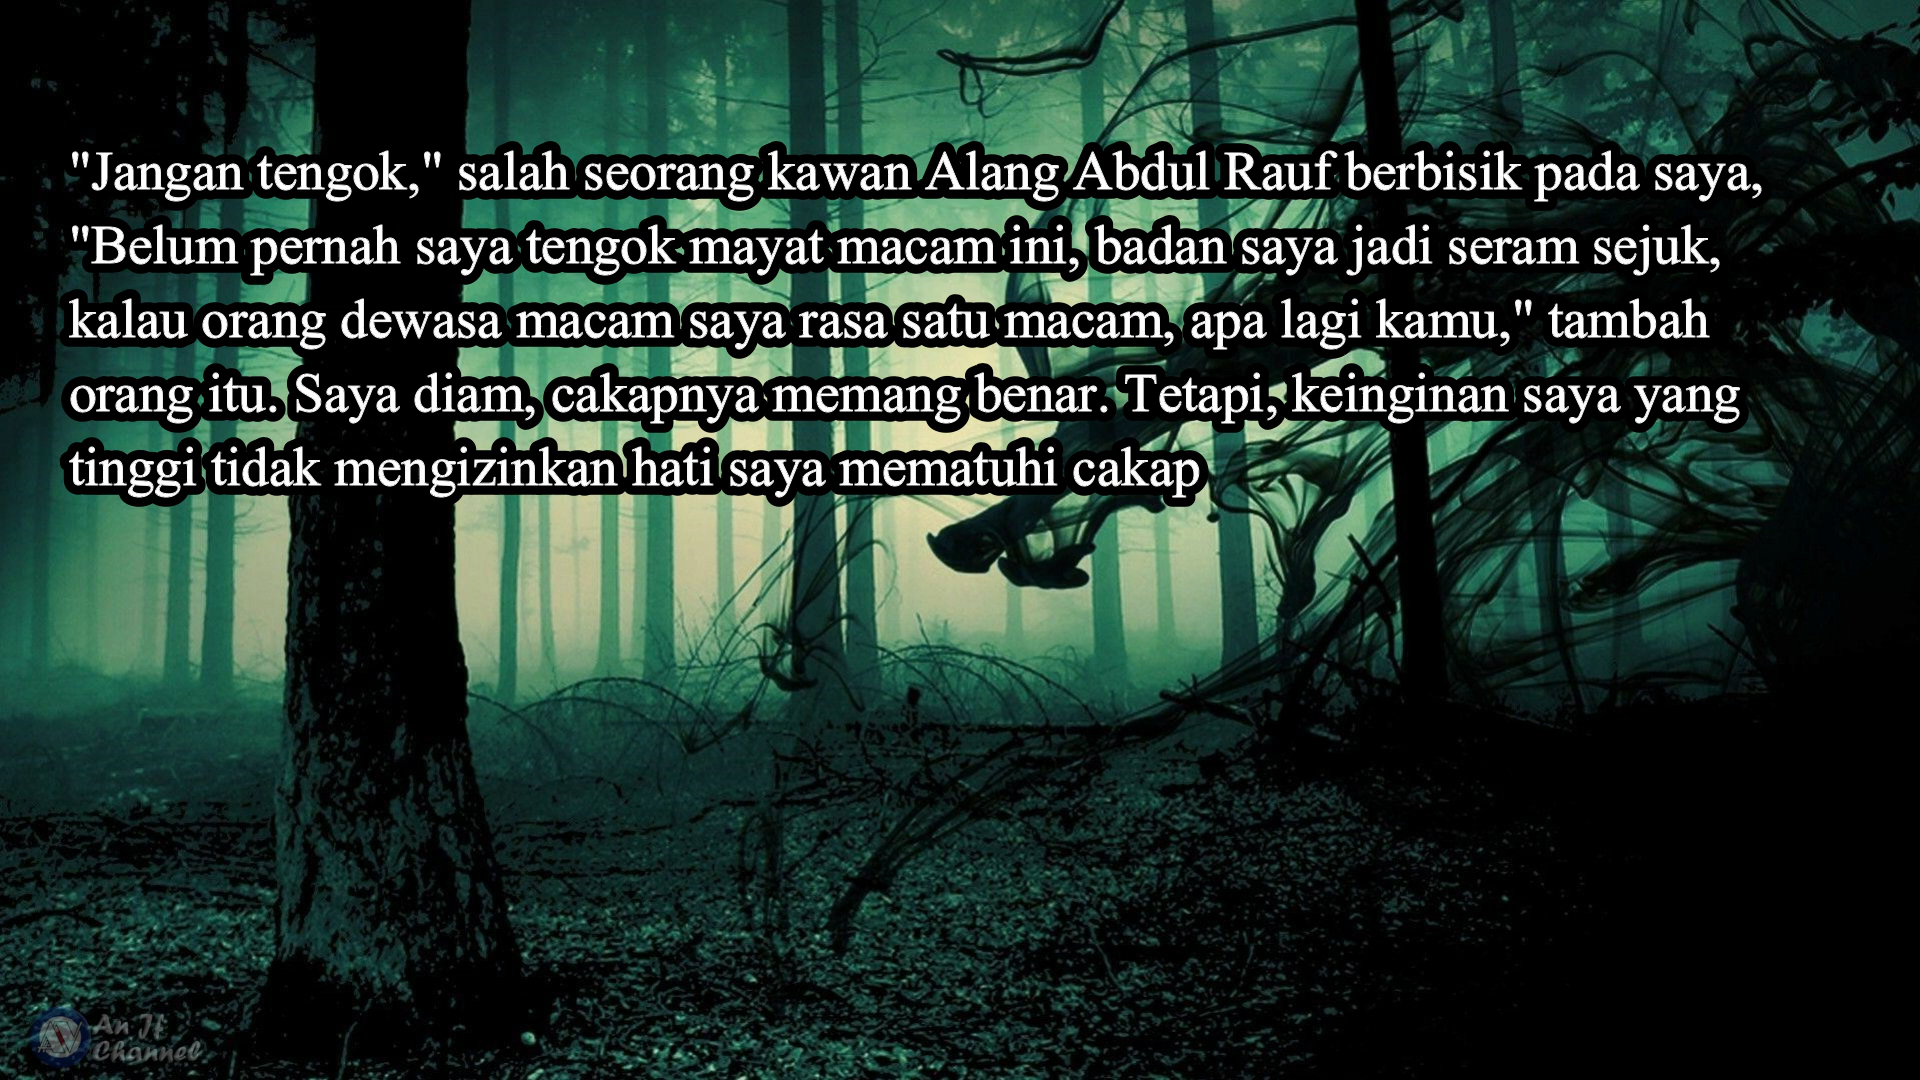 "Jangan tengok," salah seorang kawan Alang Abdul Rauf berbisik pada saya,
"Belum pernah saya tengok mayat macam ini, badan saya jadi seram sejuk,
kalau orang dewasa macam saya rasa satu macam, apa lagi kamu," tambah
orang itu. Saya diam, cakapnya memang benar. Tetapi, keinginan saya yang
tinggi tidak mengizinkan hati saya mematuhi cakap
Channel